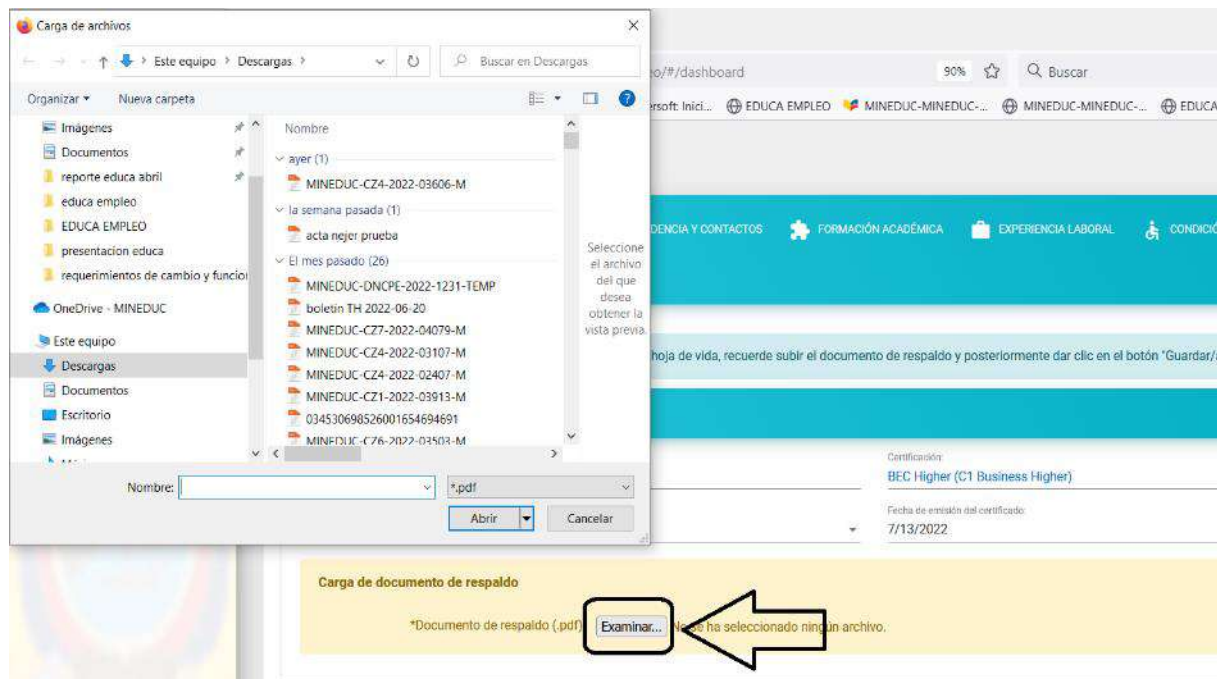 Carga de archivos
Este equipo > Descargas >
Buscar en Descargas
Organizar
Nueva carpeta
Imágenes
Documentos
reporte educa abril
educa empleo
EDUCA EMPLEO
presentacion educa
requerimientos de cambio y funcion
OneDrive - MINEDUC
Este equipo
Descargas
Documentos
Escritorio
Imágenes
Nombre
ayer (1)
MINEDUC-CZ4-2022-03606-M
la semana pasada (1)
acta nejer prueba
El mes pasado (26)
MINEDUC-DNCPE-2022-1231-TEMP
boletin TH 2022-06-20
MINEDUC-CZ7-2022-04079-M
MINEDUC-CZ4-2022-03107-M
MINEDUC-CZ4-2022-02407-M
MINEDUC-CZ1-2022-03913-M
034530698526001654694691
MINEDUC-CZ6-2022-03503-M
Seleccione
el archivo
del que
desea
obtener la
vista previa.
Nombre:
*.pdf
Abrir
Cancelar
eo/#/dashboard
90%
Buscar
ersoft: Inici...
EDUCA EMPLEO
MINEDUC-MINEDUC-...
MINEDUC-MINEDUC-...
EDUCA
DENCIA Y CONTACTOS
FORMACIÓN ACADÉMICA
EXPERIENCIA LABORAL
CONDICIÓ
hoja de vida, recuerde subir el documento de respaldo y posteriormente dar clic en el botón "Guardar/
Certificación:
BEC Higher (C1 Business Higher)
Fecha de emisión del certificado:
7/13/2022
Carga de documento de respaldo
*Documento de respaldo (.pdf)
Examinar...
se ha seleccionado ningún archivo.